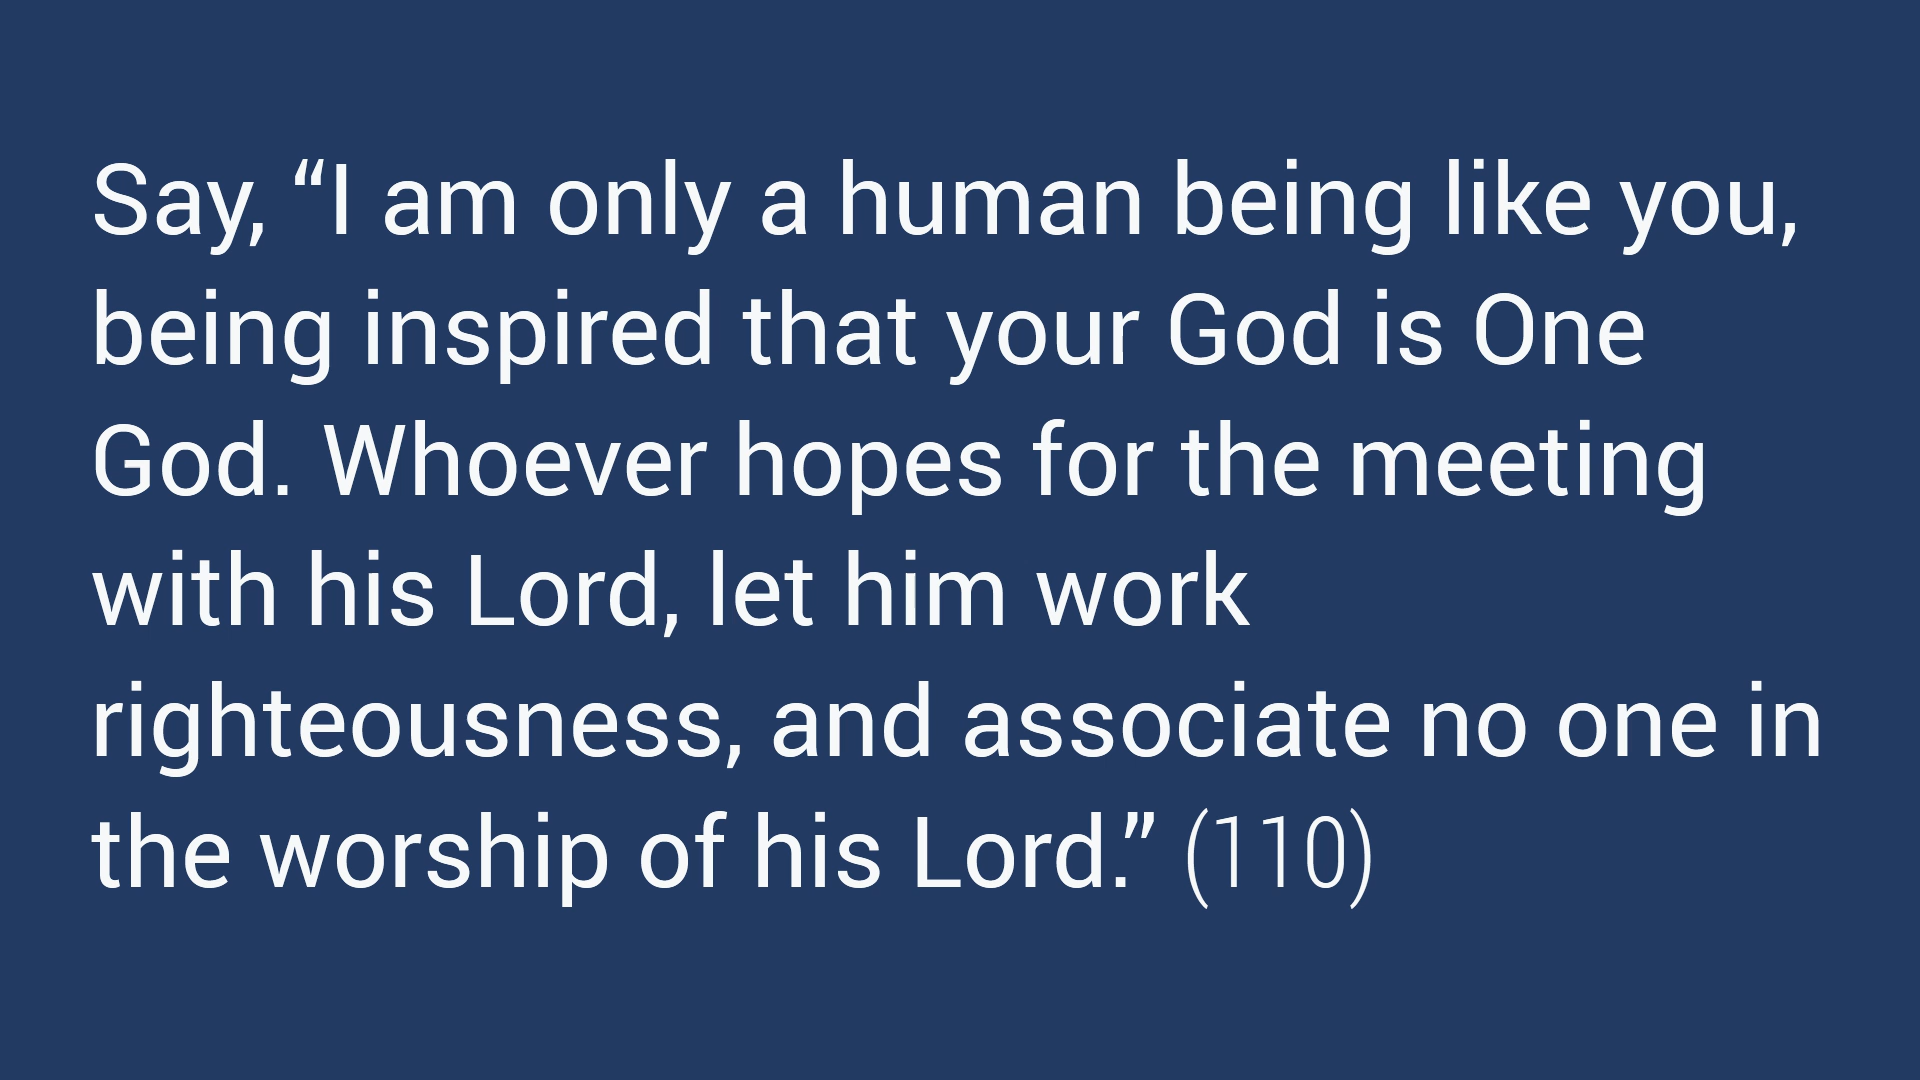 Say, “I am only a human being like you,
being inspired that your God is One
God. Whoever hopes for the meeting
with his Lord, let him work
righteousness, and associate no one in
the worship of his Lord.” (110)